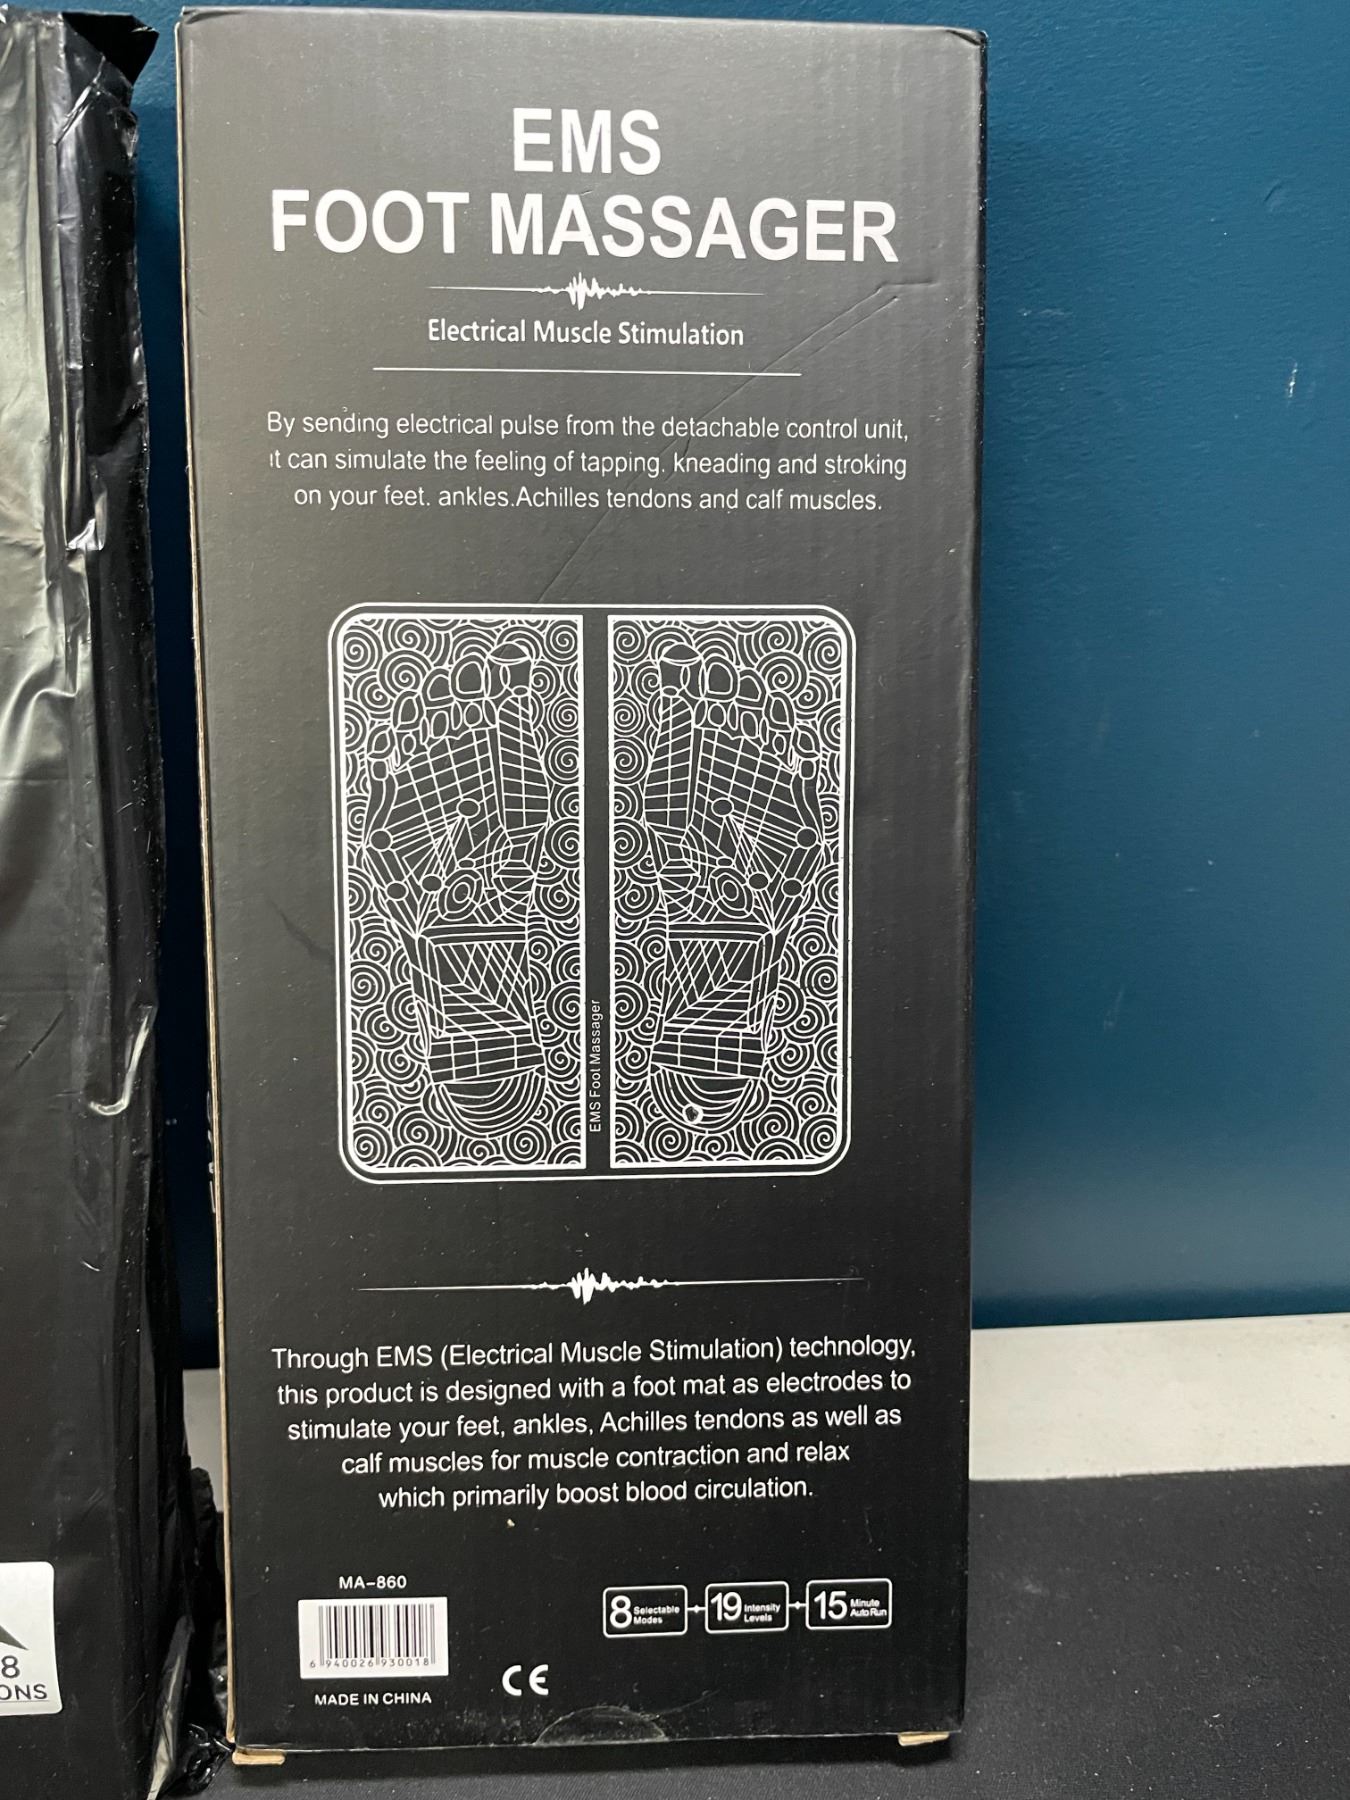 EMS
FOOT MASSAGER
Electrical Muscle Stimulation
By sending electrical pulse from the detachable control unit,
it can simulate the feeling of tapping. kneading and stroking
on your feet. ankles.Achilles tendons and calf muscles.
EMS Foot Massager
Through EMS (Electrical Muscle Stimulation) technology,
this product is designed with a foot mat as electrodes to
stimulate your feet, ankles, Achilles tendons as well as
calf muscles for muscle contraction and relax
which primarily boost blood circulation.
MA-860
6 940026 930018
MADE IN CHINA
CE
8 Selectable Modes
19 Intensity Levels
15 Minute Auto Run
8
ONS